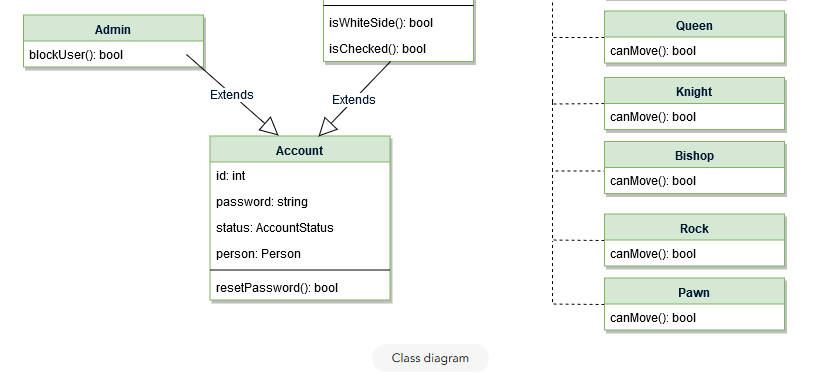 Admin
blockUser(): bool
isWhiteSide(): bool
isChecked(): bool
Extends
Extends
Account
id: int
password: string
status: AccountStatus
person: Person
resetPassword(): bool
Queen
canMove(): bool
Knight
canMove(): bool
Bishop
canMove(): bool
Rock
canMove(): bool
Pawn
canMove(): bool
Class diagram